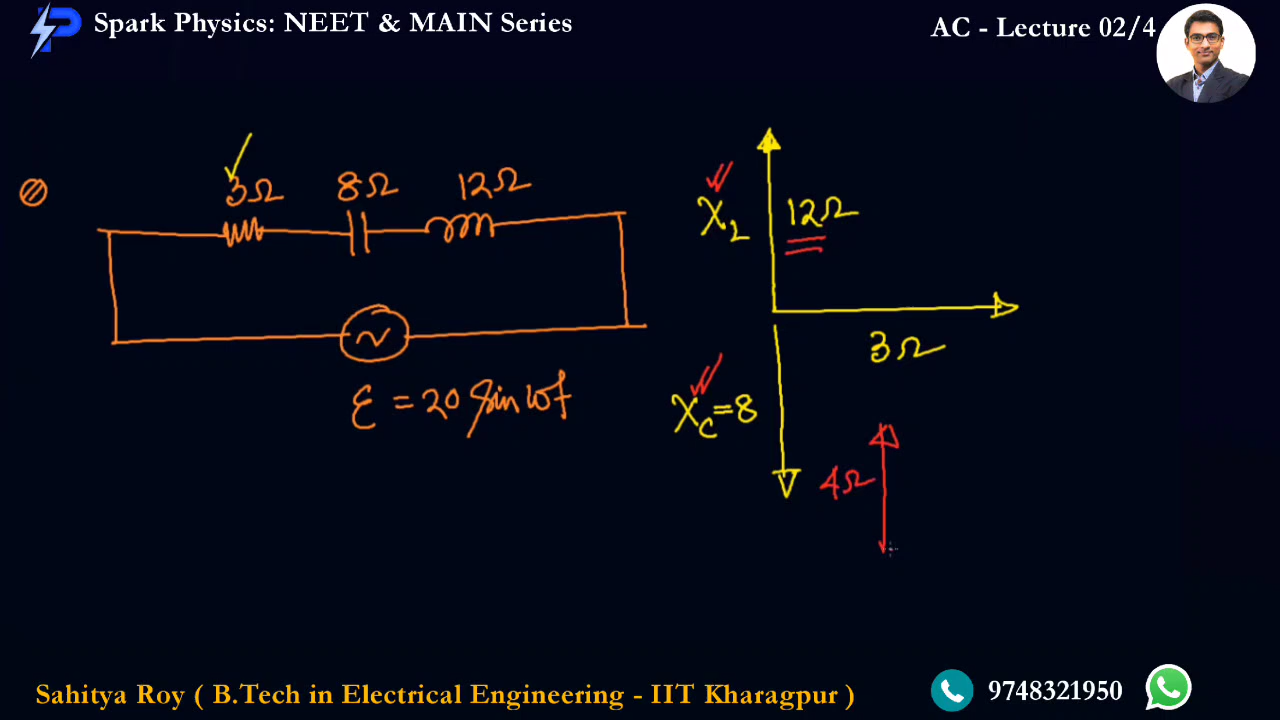 Spark Physics: NEET & MAIN Series
AC - Lecture 02/4
3Ω 8Ω 12Ω
ε = 20 sin ωt
X_L 12Ω
3Ω
X_C = 8
4Ω
Sahitya Roy ( B.Tech in Electrical Engineering - IIT Kharagpur )
9748321950